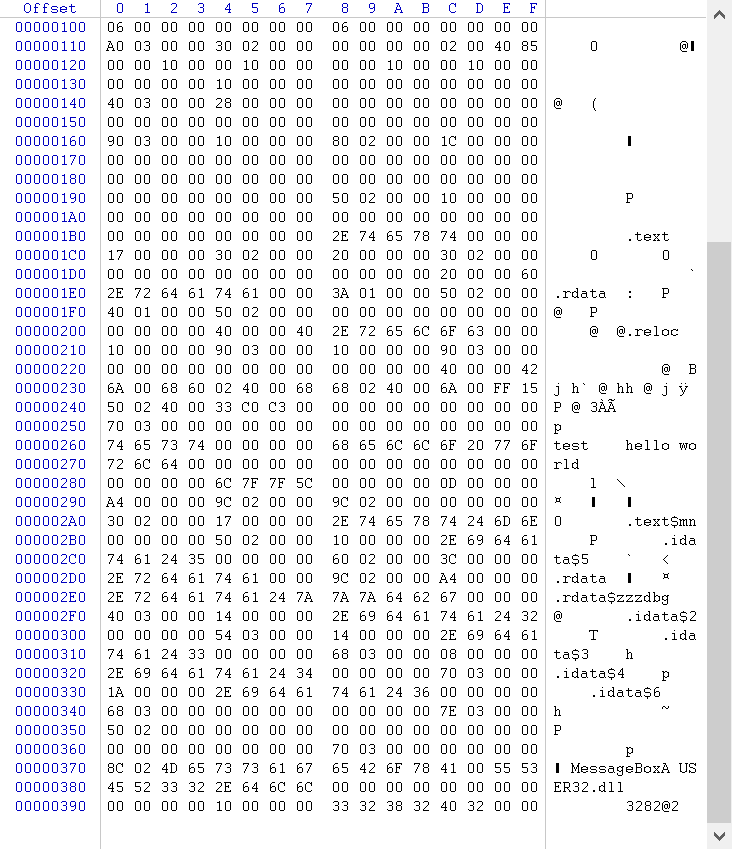 Offset 0 1 2 3 4 5 6 7 8 9 A B C D E F
00000100 06 00 00 00 00 00 00 00 06 00 00 00 00 00 00 00
00000110 A0 03 00 00 30 02 00 00 00 00 00 00 02 00 40 85 0 @
00000120 00 00 10 00 00 10 00 00 00 00 10 00 00 10 00 00
00000130 00 00 00 00 10 00 00 00 00 00 00 00 00 00 00 00
00000140 40 03 00 00 28 00 00 00 00 00 00 00 00 00 00 00 @ (
00000150 00 00 00 00 00 00 00 00 00 00 00 00 00 00 00 00
00000160 90 03 00 00 10 00 00 00 80 02 00 00 1C 00 00 00
00000170 00 00 00 00 00 00 00 00 00 00 00 00 00 00 00 00
00000180 00 00 00 00 00 00 00 00 00 00 00 00 00 00 00 00
00000190 00 00 00 00 00 00 00 00 50 02 00 00 10 00 00 00 P
000001A0 00 00 00 00 00 00 00 00 00 00 00 00 00 00 00 00
000001B0 00 00 00 00 00 00 00 00 2E 74 65 78 74 00 00 00 .text
000001C0 17 00 00 00 30 02 00 00 20 00 00 00 30 02 00 00 0 0
000001D0 00 00 00 00 00 00 00 00 00 00 00 00 20 00 00 60 `
000001E0 2E 72 64 61 74 61 00 00 3A 01 00 00 50 02 00 00 .rdata : P
000001F0 40 01 00 00 50 02 00 00 00 00 00 00 00 00 00 00 @ P
00000200 00 00 00 00 40 00 00 40 2E 72 65 6C 6F 63 00 00 @ @.reloc
00000210 10 00 00 00 90 03 00 00 10 00 00 00 90 03 00 00
00000220 00 00 00 00 00 00 00 00 00 00 00 00 40 00 00 42 @ B
00000230 6A 00 68 60 02 40 00 68 68 02 40 00 6A 00 FF 15 j h` @ hh @ j ÿ
00000240 50 02 40 00 33 C0 C3 00 00 00 00 00 00 00 00 00 P @ 3ÀÃ
00000250 70 03 00 00 00 00 00 00 00 00 00 00 00 00 00 00 p
00000260 74 65 73 74 00 00 00 00 68 65 6C 6C 6F 20 77 6F test hello wo
00000270 72 6C 64 00 00 00 00 00 00 00 00 00 00 00 00 00 rld
00000280 00 00 00 00 6C 7F 7F 5C 00 00 00 00 0D 00 00 00 l \
00000290 A4 00 00 00 9C 02 00 00 9C 02 00 00 00 00 00 00 ¤
000002A0 30 02 00 00 17 00 00 00 2E 74 65 78 74 24 6D 6E 0 .text$mn
000002B0 00 00 00 00 50 02 00 00 10 00 00 00 2E 69 64 61 P .ida
000002C0 74 61 24 35 00 00 00 00 60 02 00 00 3C 00 00 00 ta$5 ` <
000002D0 2E 72 64 61 74 61 00 00 9C 02 00 00 A4 00 00 00 .rdata ¤
000002E0 2E 72 64 61 74 61 24 7A 7A 7A 64 62 67 00 00 00 .rdata$zzzdbg
000002F0 40 03 00 00 14 00 00 00 2E 69 64 61 74 61 24 32 @ .idata$2
00000300 00 00 00 00 54 03 00 00 14 00 00 00 2E 69 64 61 T .ida
00000310 74 61 24 33 00 00 00 00 68 03 00 00 08 00 00 00 ta$3 h
00000320 2E 69 64 61 74 61 24 34 00 00 00 00 70 03 00 00 .idata$4 p
00000330 1A 00 00 00 2E 69 64 61 74 61 24 36 00 00 00 00 .idata$6
00000340 68 03 00 00 00 00 00 00 00 00 00 00 7E 03 00 00 h ~
00000350 50 02 00 00 00 00 00 00 00 00 00 00 00 00 00 00 P
00000360 00 00 00 00 00 00 00 00 70 03 00 00 00 00 00 00 p
00000370 8C 02 4D 65 73 73 61 67 65 42 6F 78 41 00 55 53 MessageBoxA US
00000380 45 52 33 32 2E 64 6C 6C 00 00 00 00 00 00 00 00 ER32.dll
00000390 00 00 00 00 10 00 00 00 33 32 38 32 40 32 00 00 3282@2